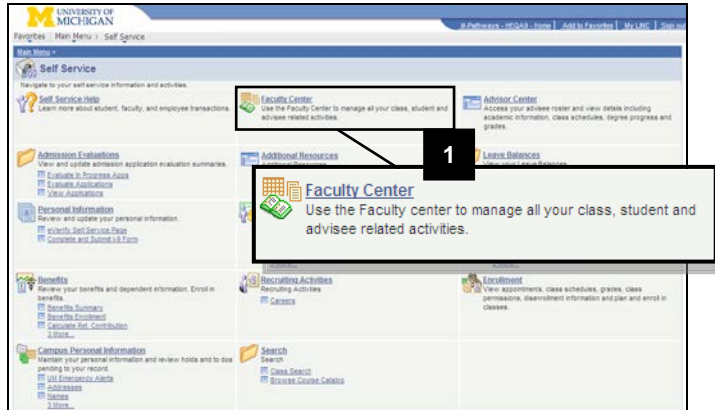 UNIVERSITY OF
MICHIGAN
M-Pathways - HEQA9 - home | Add to Favorites | My LINC | Sign out
Favorites | Main Menu > Self Service
Main Menu >
Self Service
Navigate to your self service information and activities.
Self Service Help
Learn more about student, faculty, and employee transactions.
Faculty Center
Use the Faculty Center to manage all your class, student and
advisee related activities.
Advisor Center
Access your advisee roster and view details including
academic information, class schedules, degree progress and
grades.
Admission Evaluations
View and update admission application evaluation summaries.
Evaluate In Progress Apps
Evaluate Applications
View Applications
Additional Resources
Leave Balances
1
Faculty Center
Use the Faculty center to manage all your class, student and
advisee related activities.
Personal Information
Review and update your personal information.
eVerify Self Service Page
Complete and Submit I-9 Form
Benefits
Review your benefits and dependent information. Enroll in
benefits.
Benefits Summary
Benefits Enrollment
Calculate Ret. Contribution
3 More...
Recruiting Activities
Recruiting Activities
Careers
Enrollment
View appointments, class schedules, grades, class
permissions, disenrollment information and plan and enroll in
classes.
Campus Personal Information
Maintain your personal information and review holds and to dos
pending to your record.
UM Emergency Alerts
Addresses
Names
3 More...
Search
Search
Class Search
Browse Course Catalog